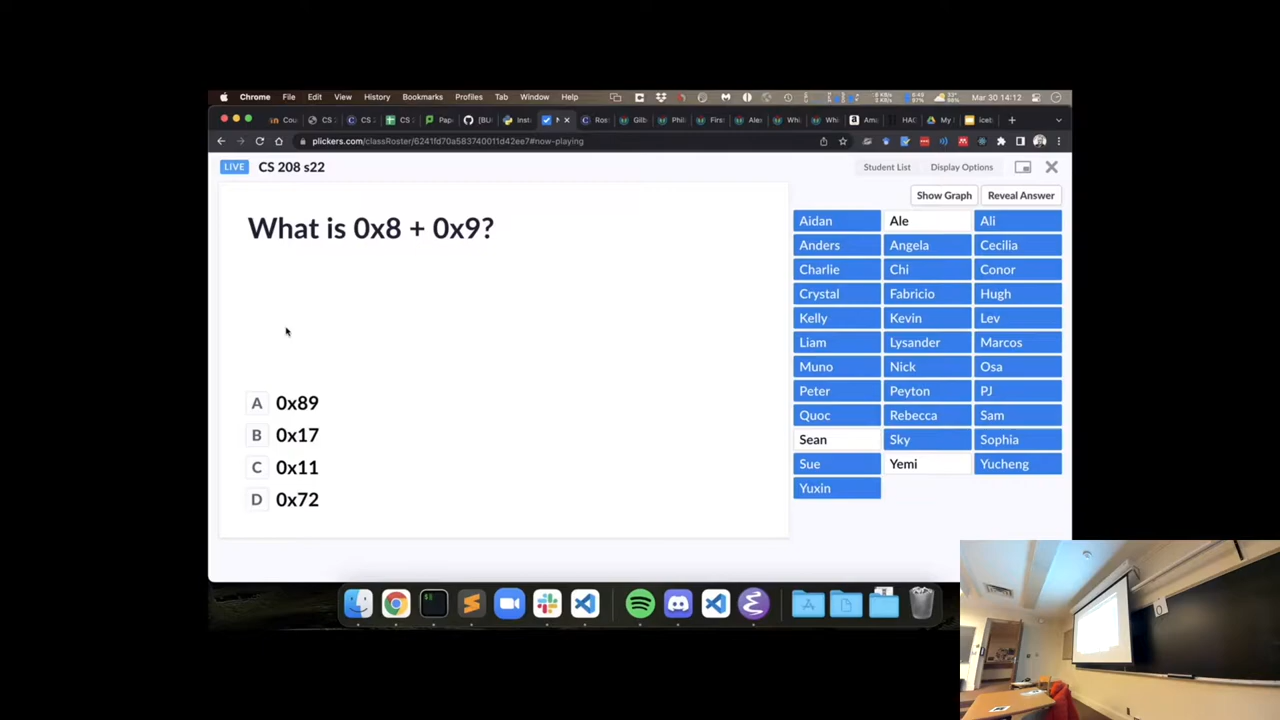 Chrome File Edit View History Bookmarks Profiles Tab Window Help
Mar 30 14:12
plickers.com/classRoster/6241fd70a583740011d42ee7#now-playing
LIVE CS 208 s22
Student List Display Options
Show Graph Reveal Answer
What is 0x8 + 0x9?
A 0x89
B 0x17
C 0x11
D 0x72
Aidan Ale Ali
Anders Angela Cecilia
Charlie Chi Conor
Crystal Fabricio Hugh
Kelly Kevin Lev
Liam Lysander Marcos
Muno Nick Osa
Peter Peyton PJ
Quoc Rebecca Sam
Sean Sky Sophia
Sue Yemi Yucheng
Yuxin